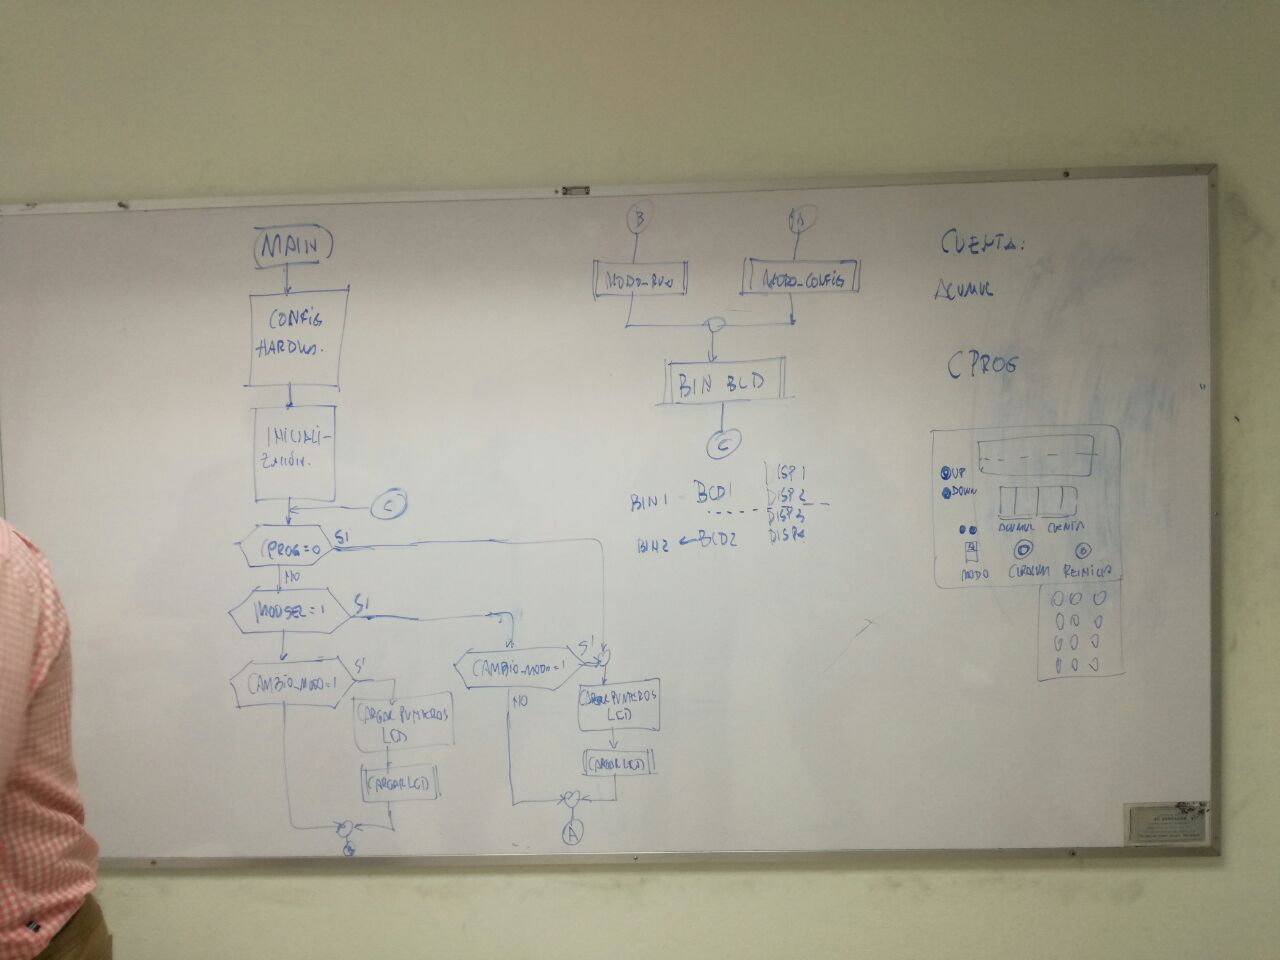 MAIN
CONFIG
HARDW.
INICIALI-
ZACIÓN.
C
CPROG=0
SI
NO
MODSEL=1
SI
CAMBIO_MODO=1
SI
CARGAR PUNTEROS
LCD
CARGAR LCD
B
CAMBIO_MODO=1
SI
NO
CARGAR PUNTEROS
LCD
CARGAR LCD
A
B
A
MODO_RUN
MODO_CONFIG
BIN BCD
C
BIN1
BCD1
DISP1
DISP2
DISP3
BIN2
BCD2
DISP4
CUENTA:
ACUMUL
CPROG
UP
DOWN
ACUMUL
CUENTA
MODO
REINICIO